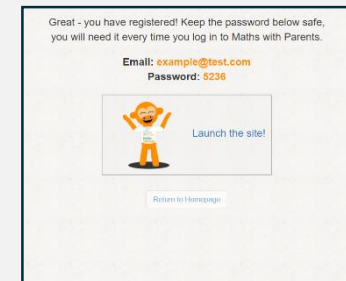 Great - you have registered! Keep the password below safe,
you will need it every time you log in to Maths with Parents.
Email: example@test.com
Password: 5236
Launch the site!
Return to Homepage